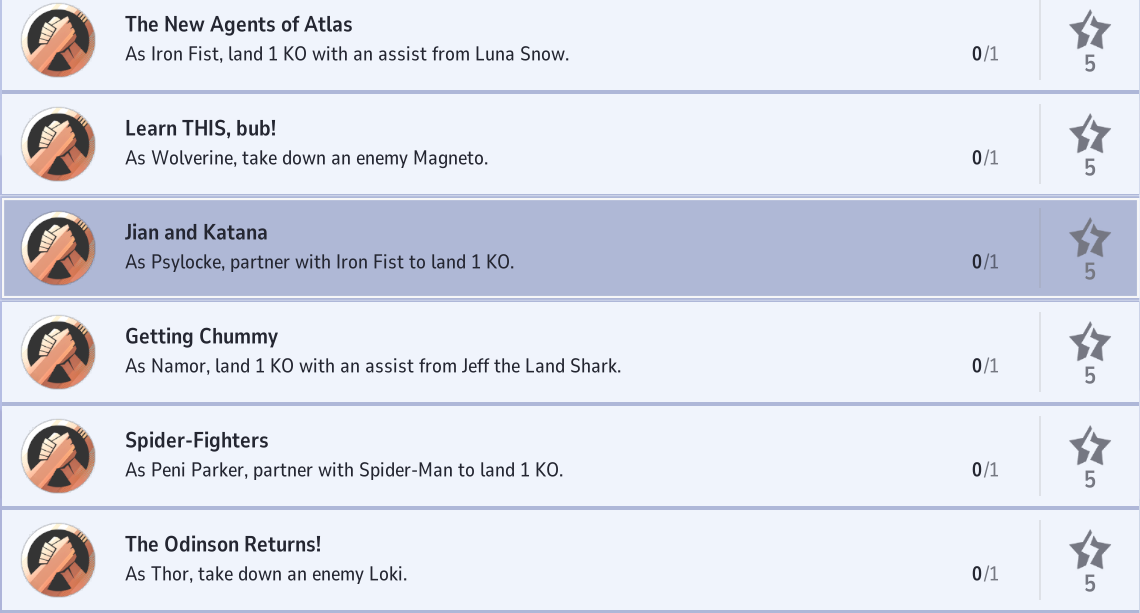 The New Agents of Atlas
As Iron Fist, land 1 KO with an assist from Luna Snow.
0/1
5
Learn THIS, bub!
As Wolverine, take down an enemy Magneto.
0/1
5
Jian and Katana
As Psylocke, partner with Iron Fist to land 1 KO.
0/1
5
Getting Chummy
As Namor, land 1 KO with an assist from Jeff the Land Shark.
0/1
5
Spider-Fighters
As Peni Parker, partner with Spider-Man to land 1 KO.
0/1
5
The Odinson Returns!
As Thor, take down an enemy Loki.
0/1
5